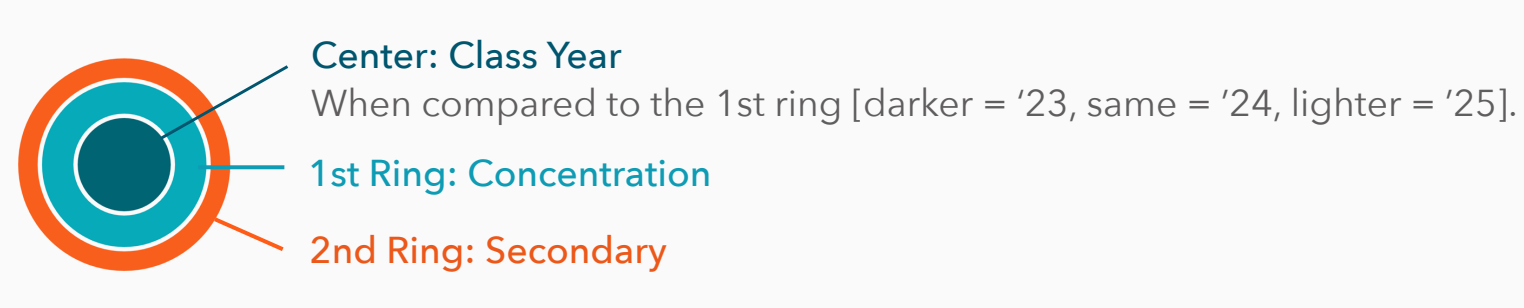 Center: Class Year
When compared to the 1st ring [darker = ‘23, same = ’24, lighter = ’25].
1st Ring: Concentration
2nd Ring: Secondary